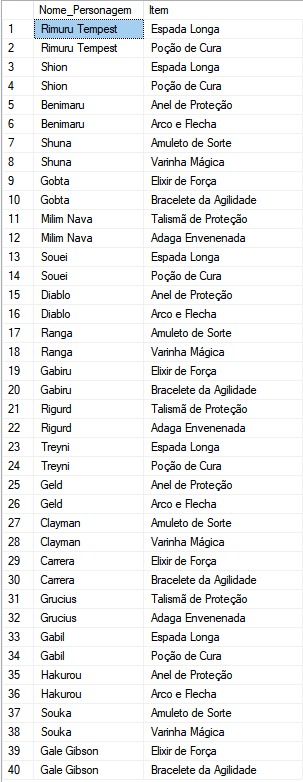 Nome_Personagem Item
1 Rimuru Tempest Espada Longa
2 Rimuru Tempest Poção de Cura
3 Shion Espada Longa
4 Shion Poção de Cura
5 Benimaru Anel de Proteção
6 Benimaru Arco e Flecha
7 Shuna Amuleto de Sorte
8 Shuna Varinha Mágica
9 Gobta Elixir de Força
10 Gobta Bracelete da Agilidade
11 Milim Nava Talismã de Proteção
12 Milim Nava Adaga Envenenada
13 Souei Espada Longa
14 Souei Poção de Cura
15 Diablo Anel de Proteção
16 Diablo Arco e Flecha
17 Ranga Amuleto de Sorte
18 Ranga Varinha Mágica
19 Gabiru Elixir de Força
20 Gabiru Bracelete da Agilidade
21 Rigurd Talismã de Proteção
22 Rigurd Adaga Envenenada
23 Treyni Espada Longa
24 Treyni Poção de Cura
25 Geld Anel de Proteção
26 Geld Arco e Flecha
27 Clayman Amuleto de Sorte
28 Clayman Varinha Mágica
29 Carrera Elixir de Força
30 Carrera Bracelete da Agilidade
31 Grucius Talismã de Proteção
32 Grucius Adaga Envenenada
33 Gabil Espada Longa
34 Gabil Poção de Cura
35 Hakurou Anel de Proteção
36 Hakurou Arco e Flecha
37 Souka Amuleto de Sorte
38 Souka Varinha Mágica
39 Gale Gibson Elixir de Força
40 Gale Gibson Bracelete da Agilidade